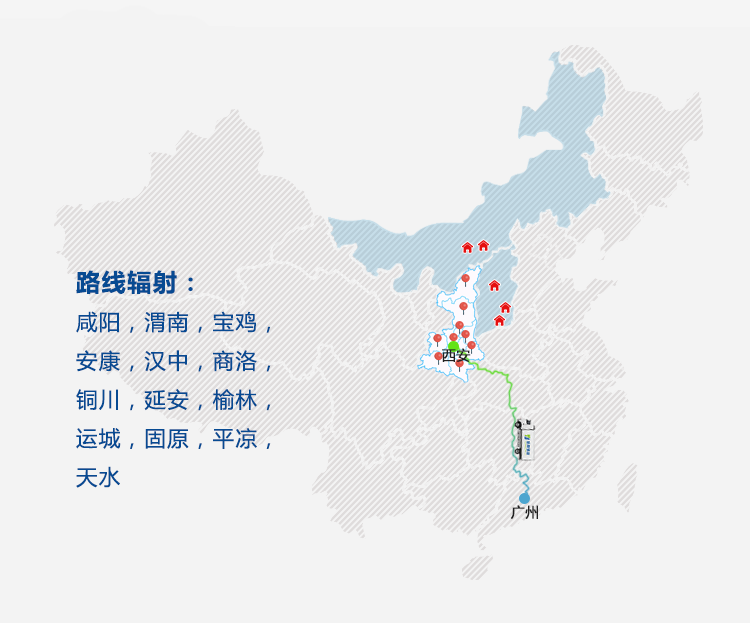 路线辐射：
咸阳，渭南，宝鸡，
安康，汉中，商洛，
铜川，延安，榆林，
运城，固原，平凉，
天水
西安
广州